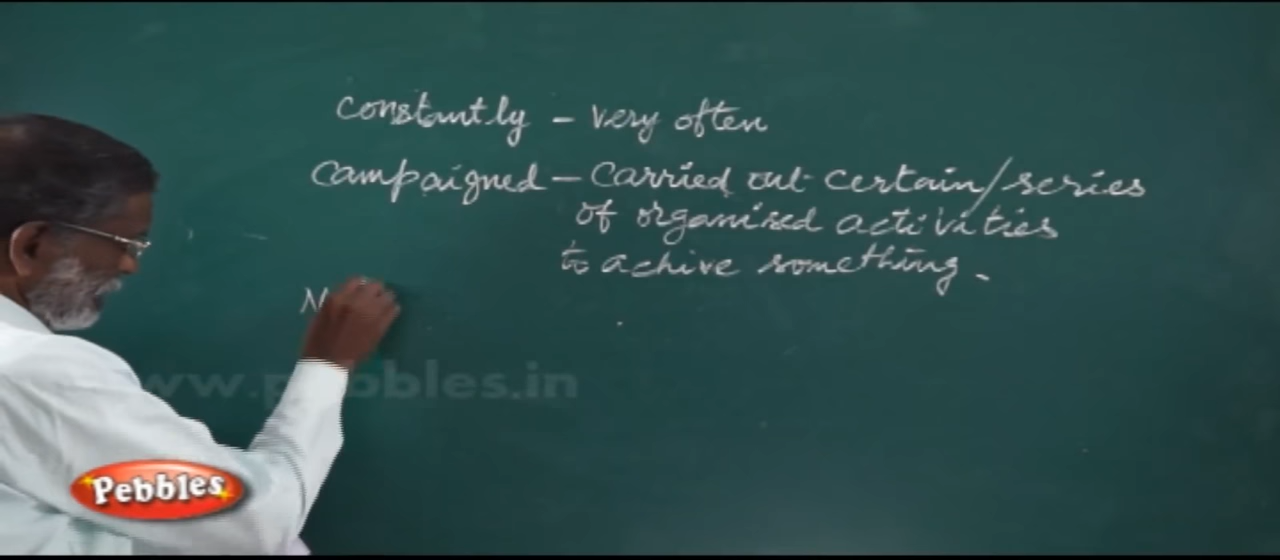 Constantly - Very often
Campaigned - Carried out certain/series
of organised activities
to achive something.
N
www.pebbles.in
Pebbles